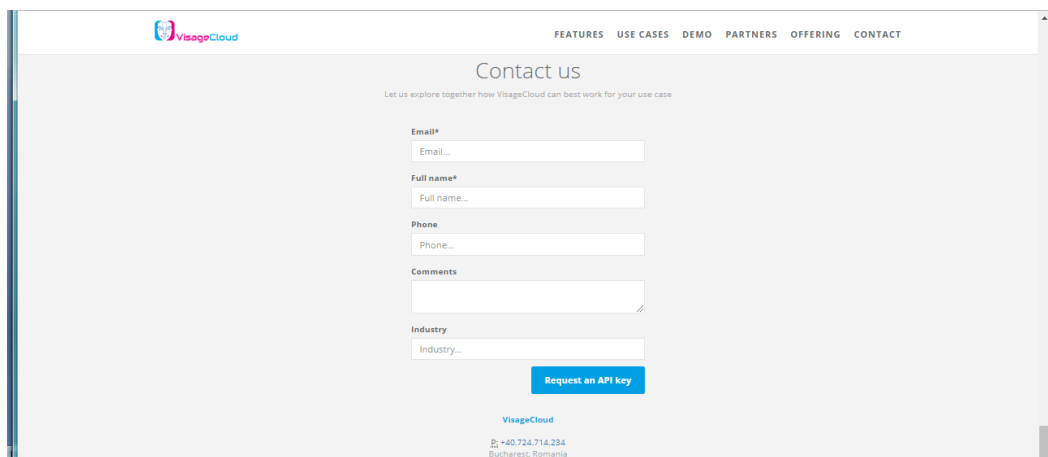 VisageCloud
FEATURES USE CASES DEMO PARTNERS OFFERING CONTACT
Contact us
Let us explore together how VisageCloud can best work for your use case
Email*
Email...
Full name*
Full name...
Phone
Phone...
Comments
Industry
Industry...
Request an API key
VisageCloud
P: +40.724.714.234
Bucharest, Romania